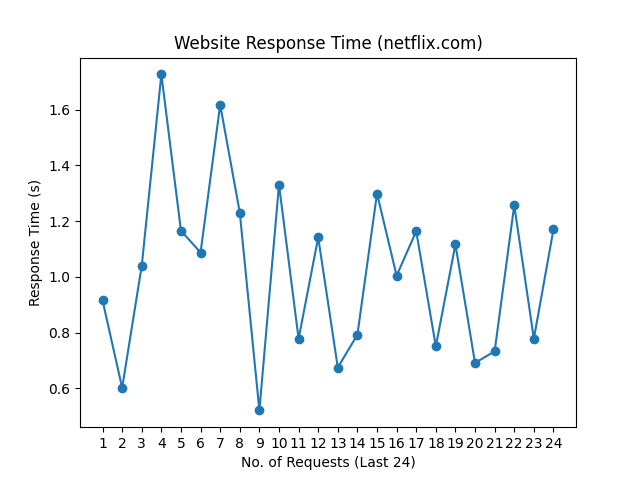 Website Response Time (netflix.com)
Response Time (s)
1.6
1.4
1.2
1.0
0.8
0.6
1 2 3 4 5 6 7 8 9 10 11 12 13 14 15 16 17 18 19 20 21 22 23 24
No. of Requests (Last 24)